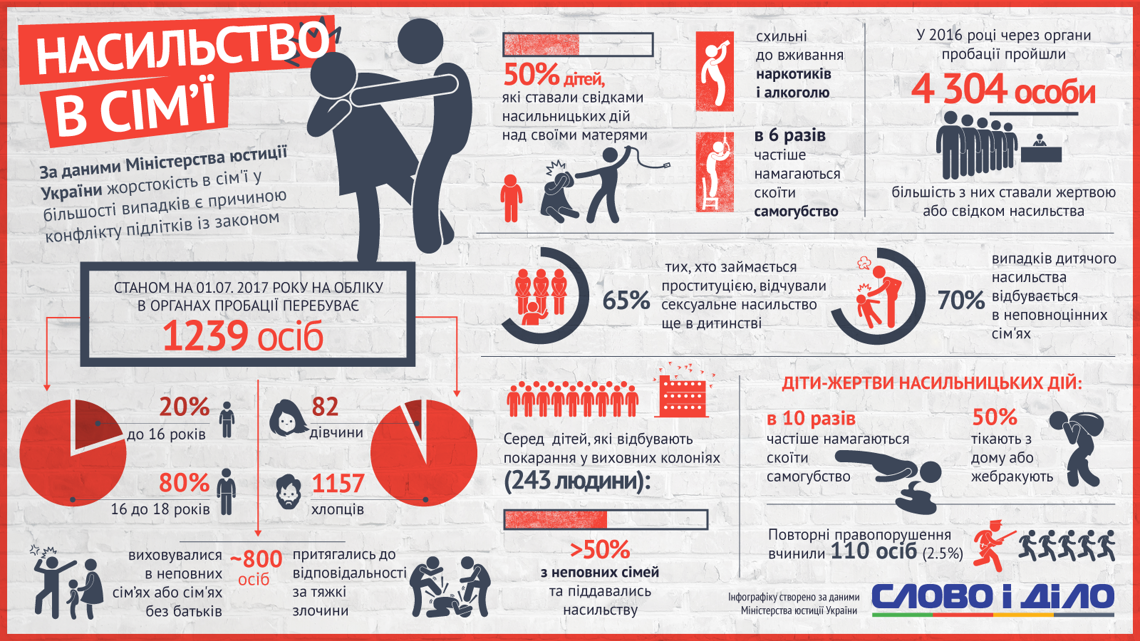 НАСИЛЬСТВО
В СІМ'Ї
За даними Міністерства юстиції
України жорстокість в сім'ї у
більшості випадків є причиною
конфлікту підлітків із законом
СТАНОМ НА 01.07. 2017 РОКУ НА ОБЛІКУ
В ОРГАНАХ ПРОБАЦІЇ ПЕРЕБУВАЄ
1239 осіб
20%
до 16 років
80%
16 до 18 років
82
дівчини
1157
хлопців
виховувалися
в неповних
сім'ях або сім'ях
без батьків
~800
осіб
притягались до
відповідальності
за тяжкі
злочини
50% дітей,
які ставали свідками
насильницьких дій
над своїми матерями
схильні
до вживання
наркотиків
і алкоголю
в 6 разів
частіше
намагаються
скоїти
самогубство
У 2016 році через органи
пробації пройшли
4 304 особи
більшість з них ставали жертвою
або свідком насильства
65%
тих, хто займається
проституцією, відчували
сексуальне насильство
ще в дитинстві
70%
випадків дитячого
насильства
відбувається
в неповноцінних
сім'ях
Серед дітей, які відбувають
покарання у виховних колоніях
(243 людини):
>50%
з неповних сімей
та піддавались
насильству
ДІТИ-ЖЕРТВИ НАСИЛЬНИЦЬКИХ ДІЙ:
в 10 разів
частіше намагаються
скоїти
самогубство
50%
тікають з
дому або
жебракують
Повторні правопорушення
вчинили 110 осіб (2.5%)
Інфографіку створено за даними
Міністерства юстиції України
СЛОВО і ДІЛО